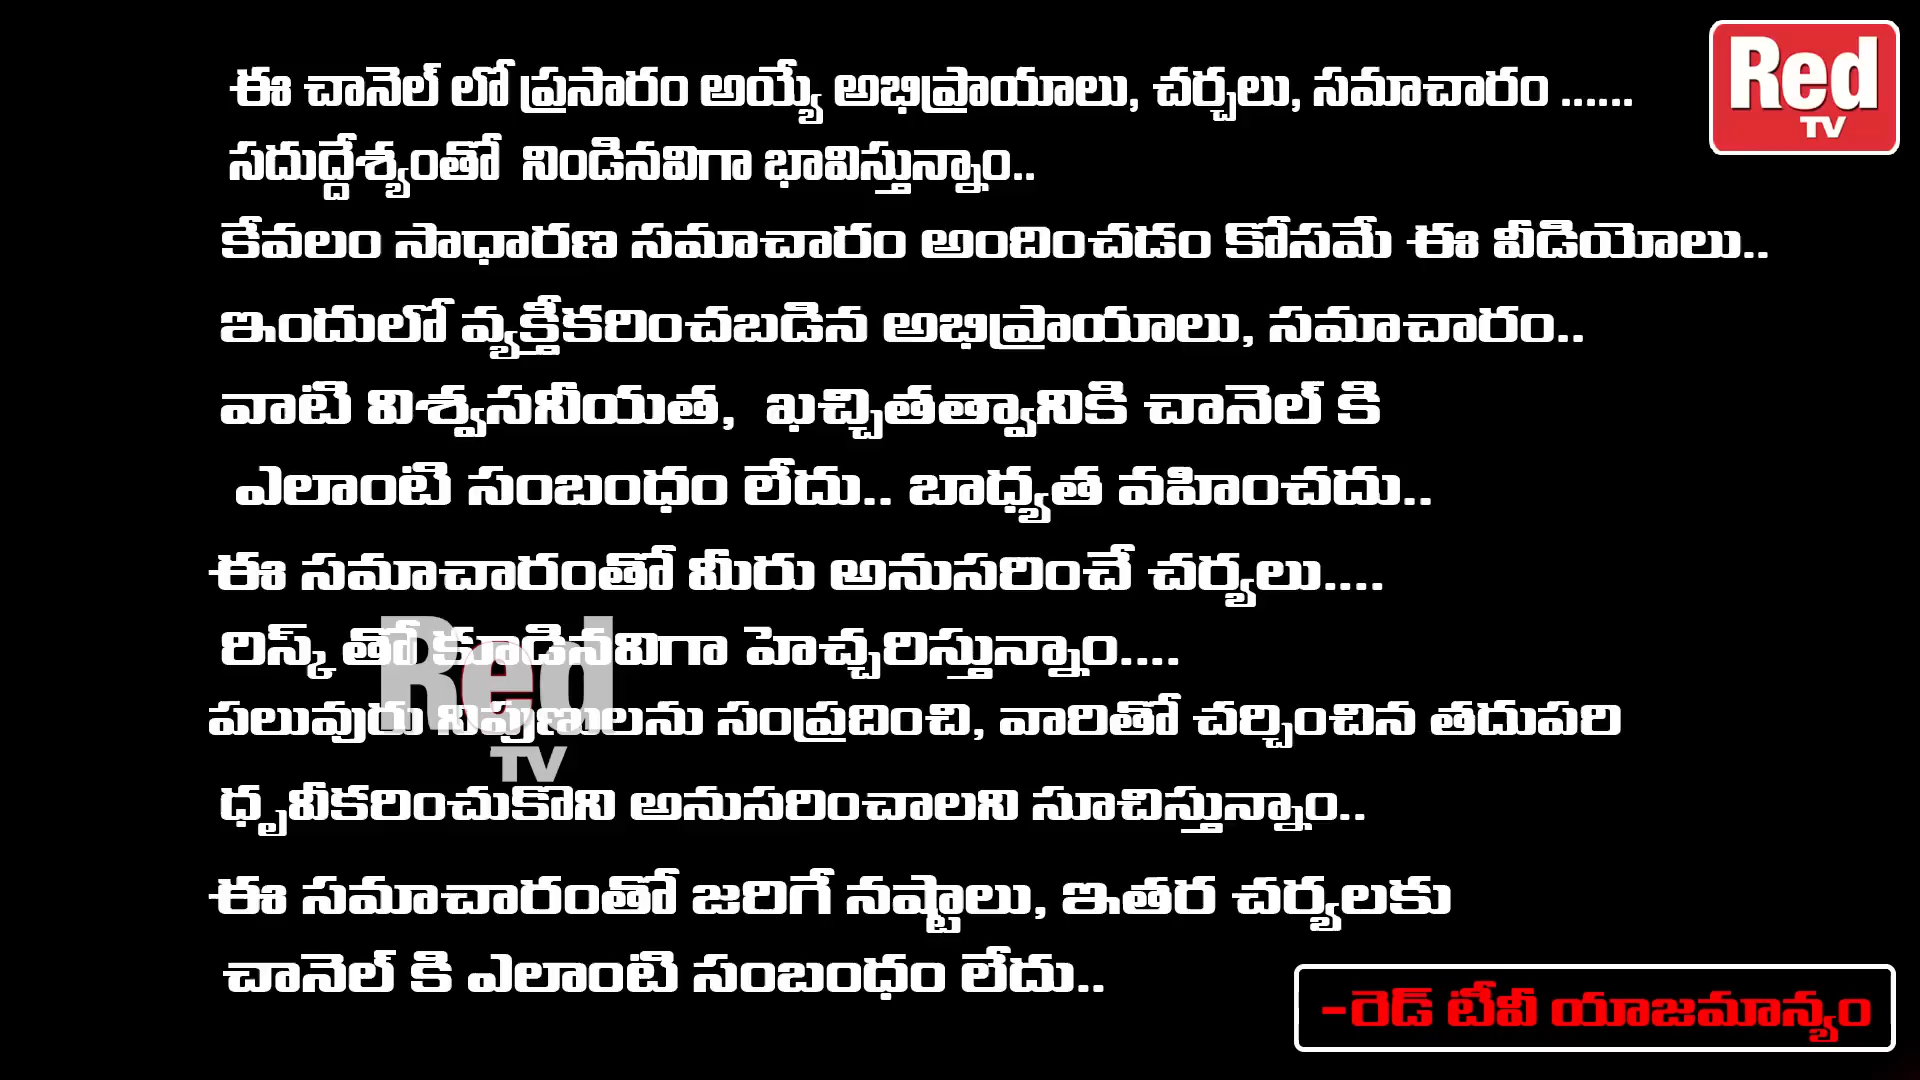 ఈ చానెల్ లో ప్రసారం అయ్యే అభిప్రాయాలు, చర్చలు, సమాచారం ......
Red
TV
సదుద్దేశ్యంతో నిండినవిగా భావిస్తున్నాం..
కేవలం సాధారణ సమాచారం అందించడం కోసమే ఈ వీడియోలు..
ఇందులో వ్యక్తీకరించబడిన అభిప్రాయాలు, సమాచారం..
వాటి విశ్వసనీయత, ఖచ్చితత్వానికి చానెల్ కి
ఎలాంటి సంబంధం లేదు.. బాధ్యత వహించదు..
ఈ సమాచారంతో మీరు అనుసరించే చర్యలు....
రిస్క్ తో కూడినవిగా హెచ్చరిస్తున్నాం....
పలువురు నిపుణులను సంప్రదించి, వారితో చర్చించిన తదుపరి
Red
TV
ధృవీకరించుకొని అనుసరించాలని సూచిస్తున్నాం..
ఈ సమాచారంతో జరిగే నష్టాలు, ఇతర చర్యలకు
చానెల్ కి ఎలాంటి సంబంధం లేదు..
-రెడ్ టీవీ యాజమాన్యం